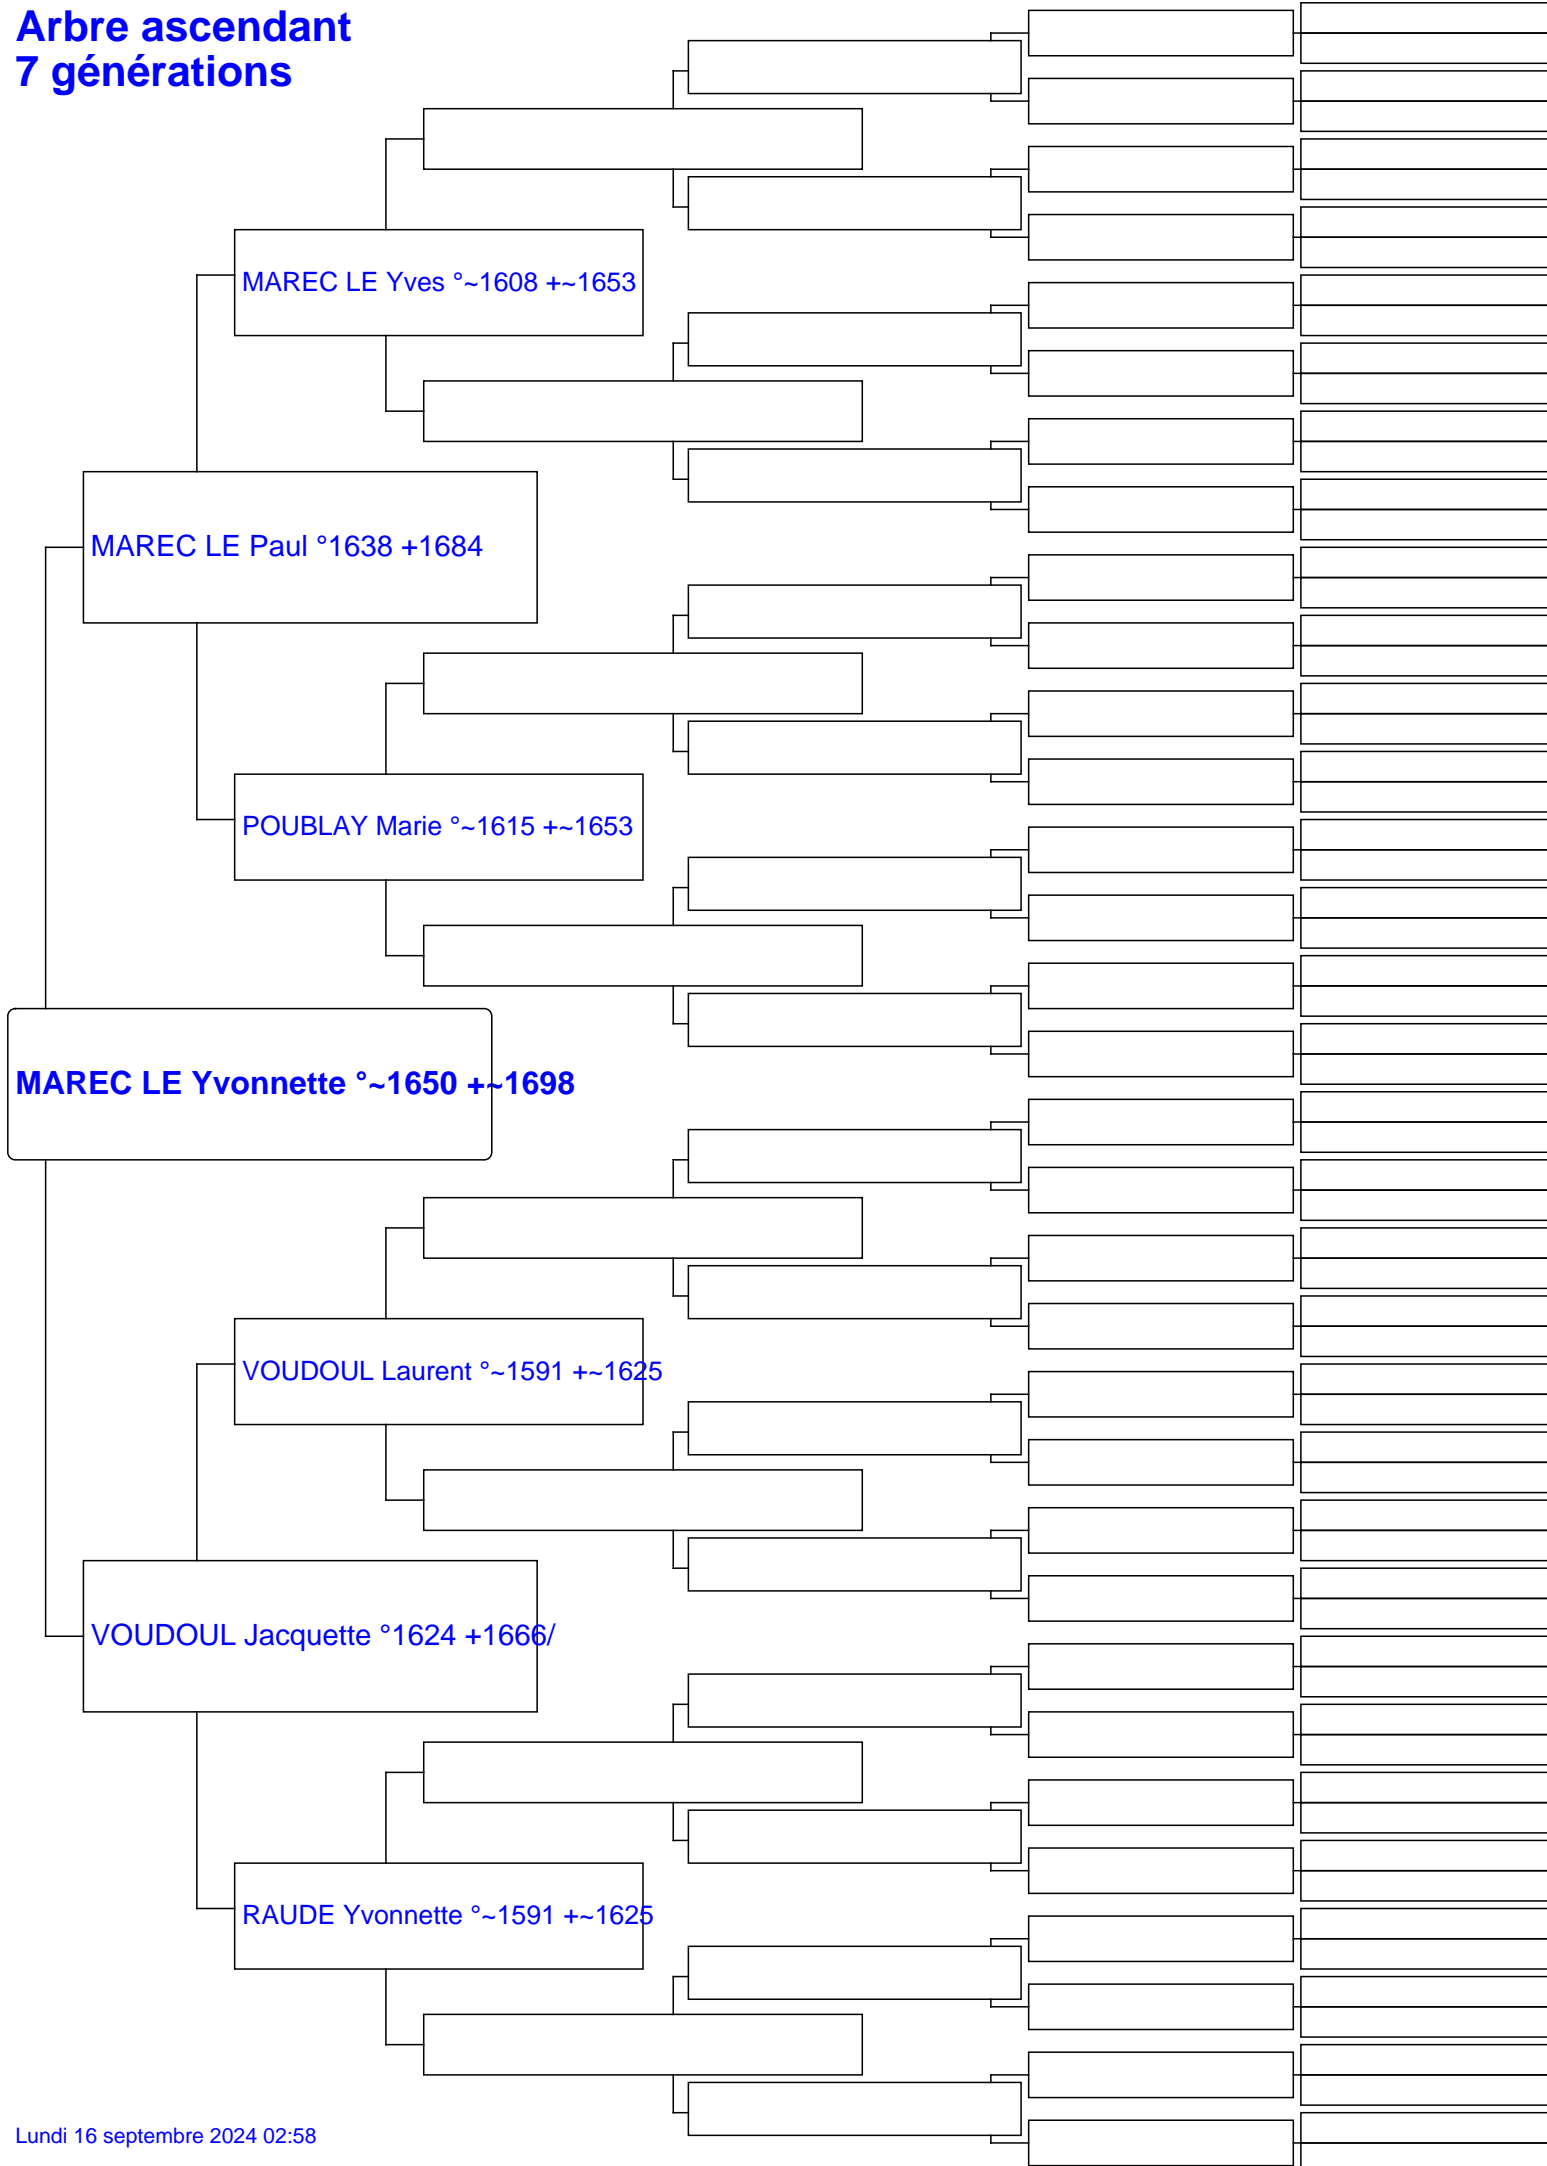 Arbre ascendant
7 générations
MAREC LE Yves °~1608 +~1653
MAREC LE Paul °1638 +1684
POUBLAY Marie °~1615 +~1653
MAREC LE Yvonnette °~1650 +~1698
VOUDOUL Laurent °~1591 +~1625
VOUDOUL Jacquette °1624 +1666/
RAUDE Yvonnette °~1591 +~1625
Lundi 16 septembre 2024 02:58